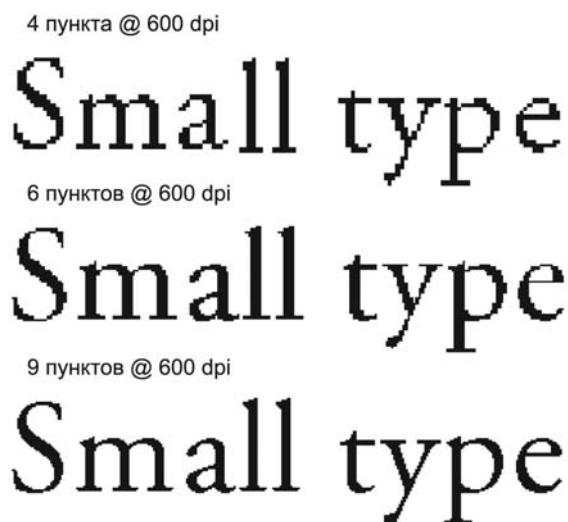 4 пункта @ 600 dpi
Small type
6 пунктов @ 600 dpi
Small type
9 пунктов @ 600 dpi
Small type